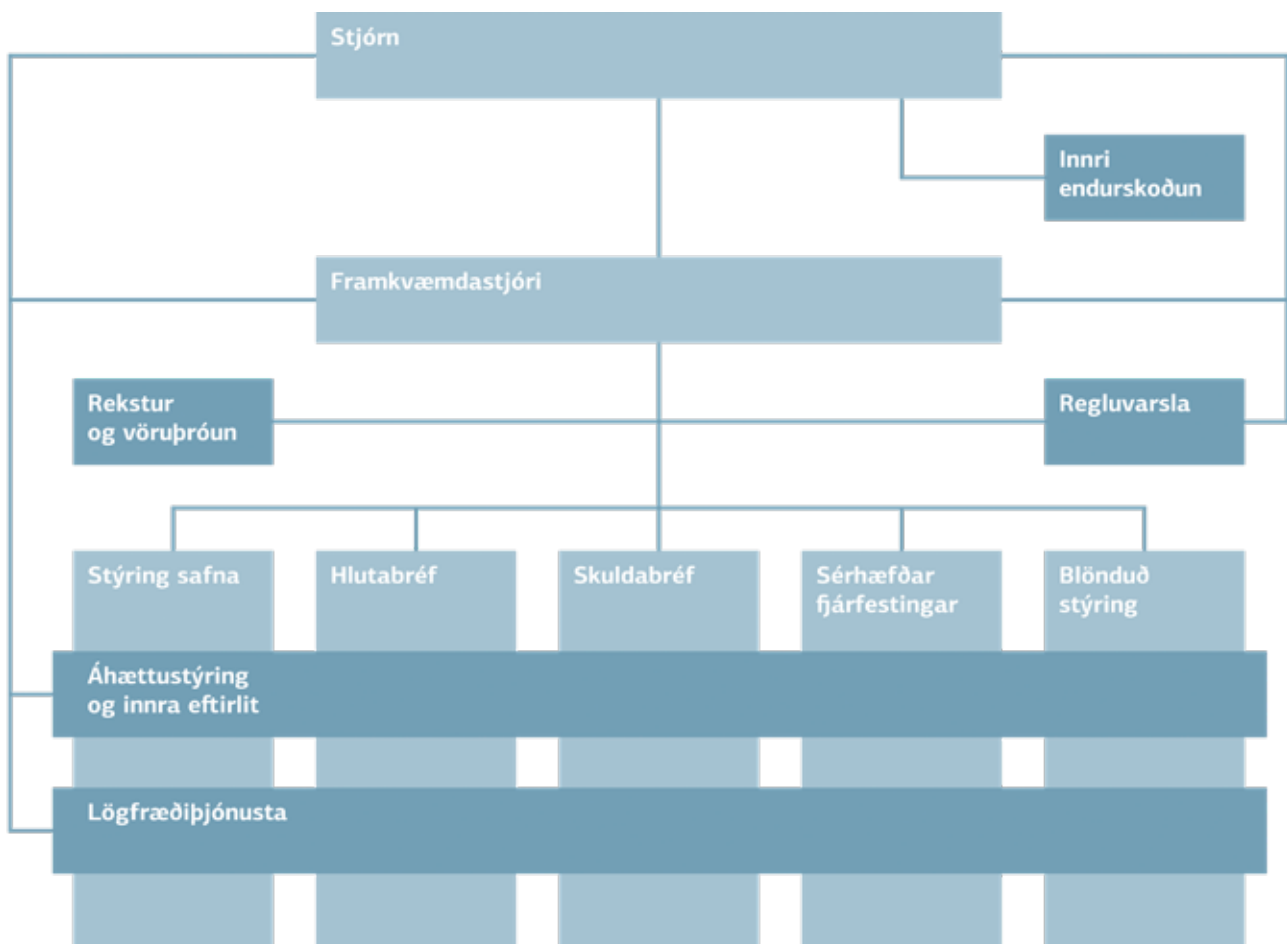 Stjórn
Innri
endurskoðun
Framkvæmdastjóri
Rekstur
og vöruþróun
Regluvarsla
Stýring safna
Hlutabréf
Skuldabréf
Sérhæfðar
fjárfestingar
Blönduð
stýring
Áhættustýring
og innra eftirlit
Lögfræðiþjónusta